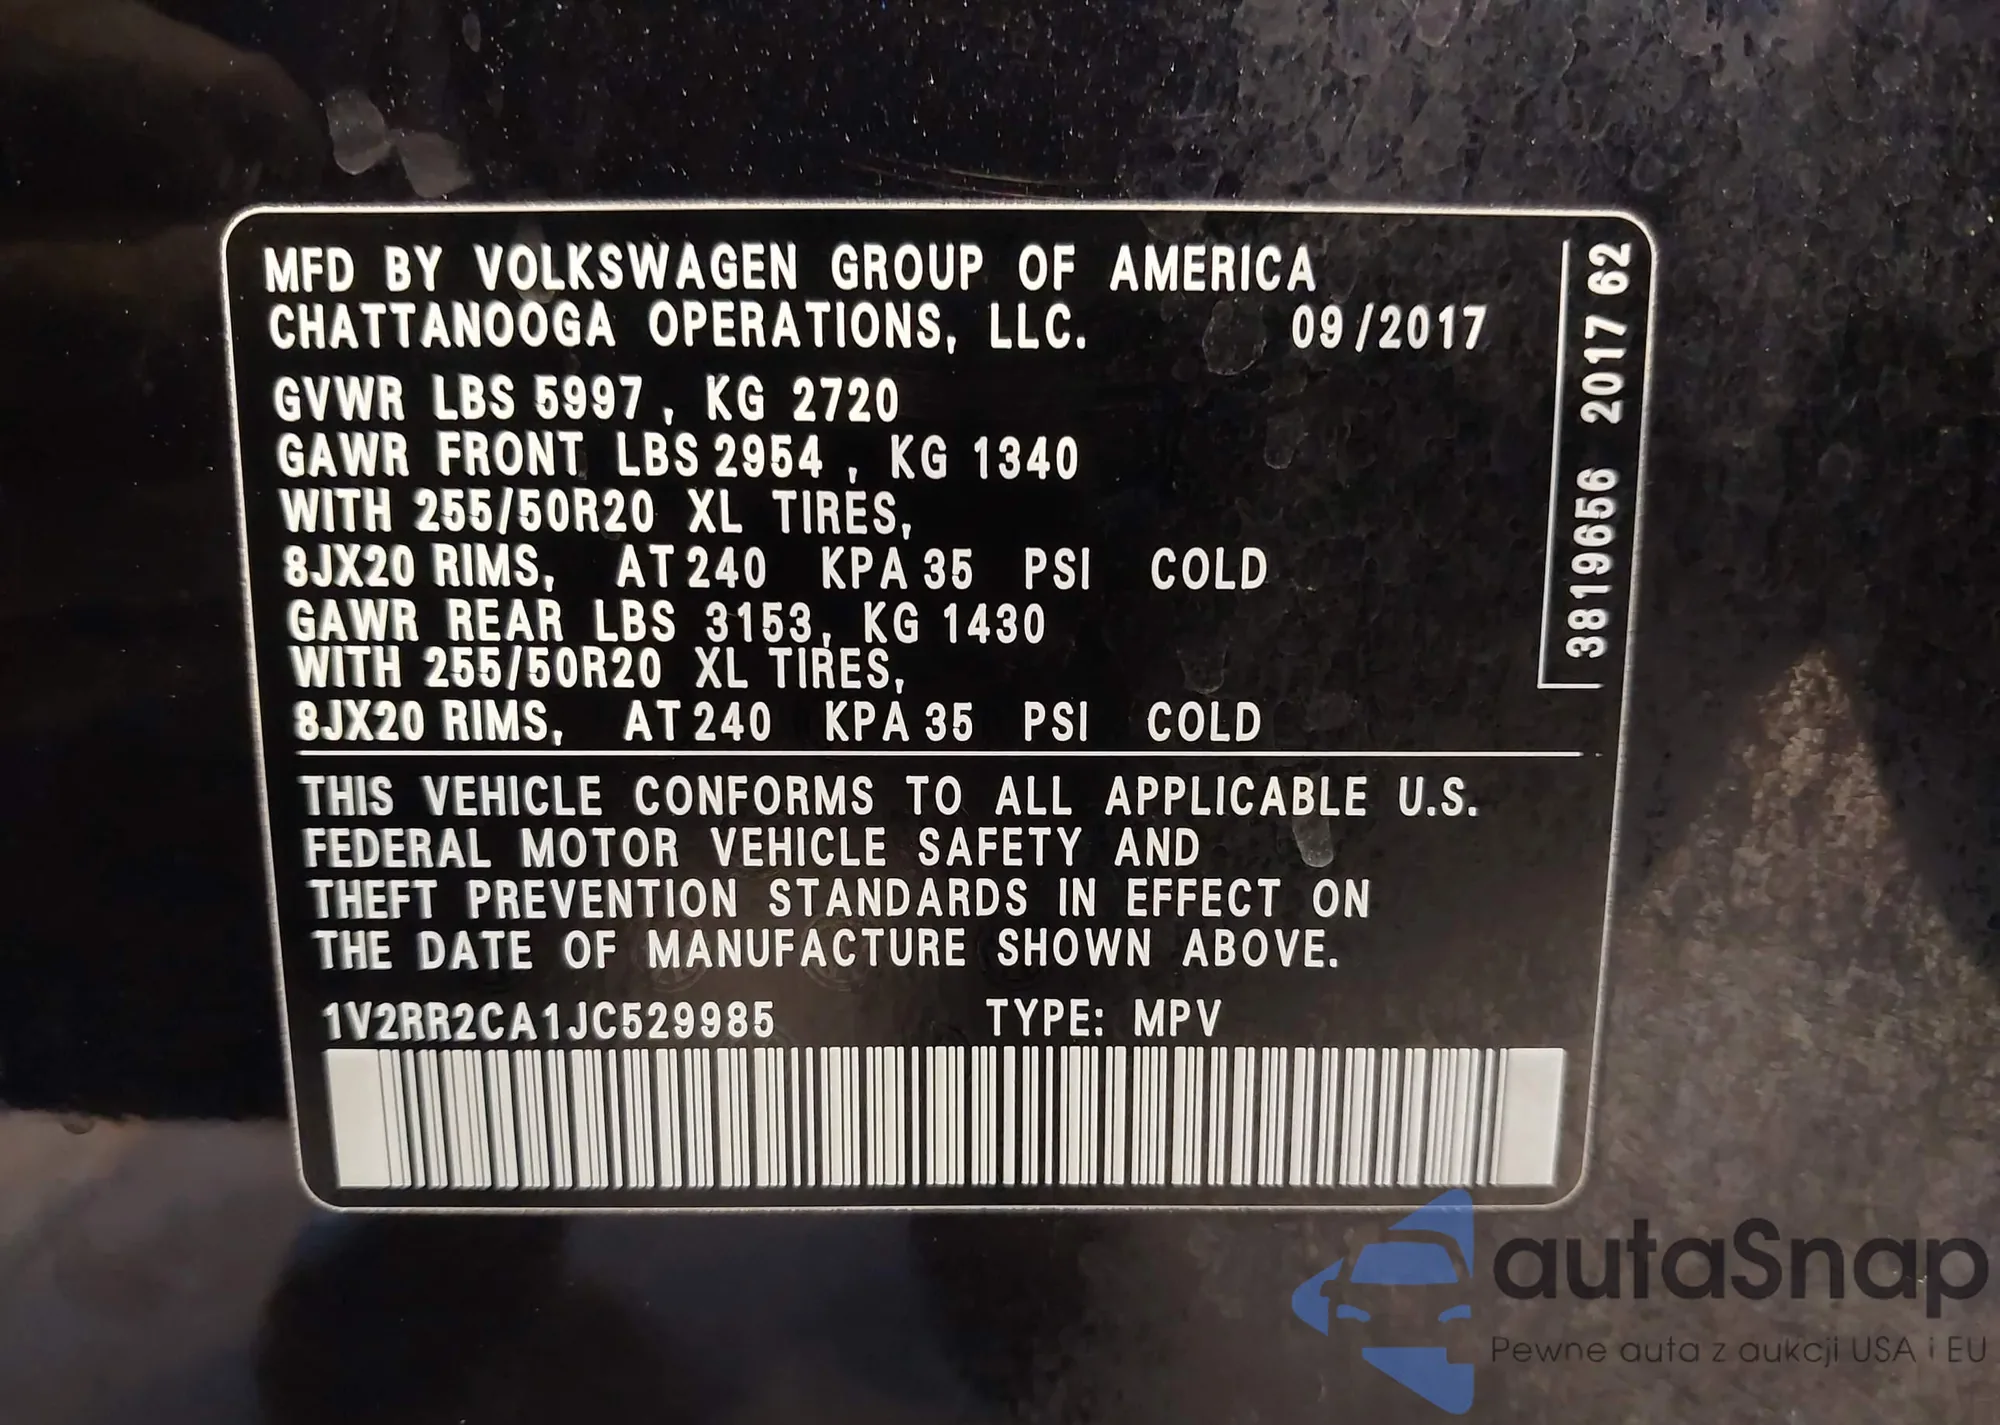 MFD BY VOLKSWAGEN GROUP OF AMERICA
CHATTANOOGA OPERATIONS, LLC. 09/2017
GVWR LBS 5997, KG 2720
GAWR FRONT LBS 2954, KG 1340
WITH 255/50R20 XL TIRES,
8JX20 RIMS, AT 240 KPA 35 PSI COLD
GAWR REAR LBS 3153, KG 1430
WITH 255/50R20 XL TIRES,
8JX20 RIMS, AT 240 KPA 35 PSI COLD
THIS VEHICLE CONFORMS TO ALL APPLICABLE U.S.
FEDERAL MOTOR VEHICLE SAFETY AND
THEFT PREVENTION STANDARDS IN EFFECT ON
THE DATE OF MANUFACTURE SHOWN ABOVE.
1V2RR2CA1JC529985 TYPE: MPV
3819656 2017 62
autaSnap
Pewne auta z aukcji USA i EU